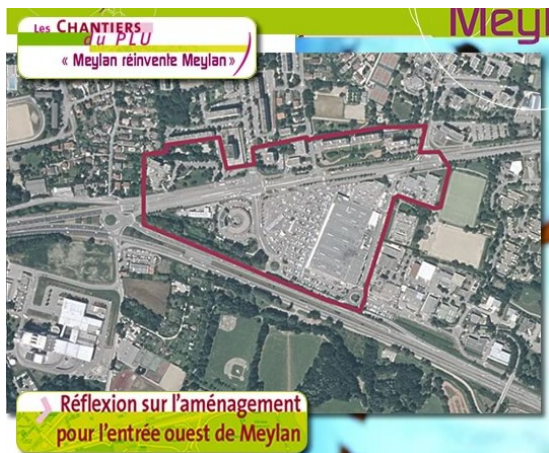 Les CHANTIERS
du PLU
« Meylan réinvente Meylan »
Meyl
Réflexion sur l'aménagement
pour l'entrée ouest de Meylan